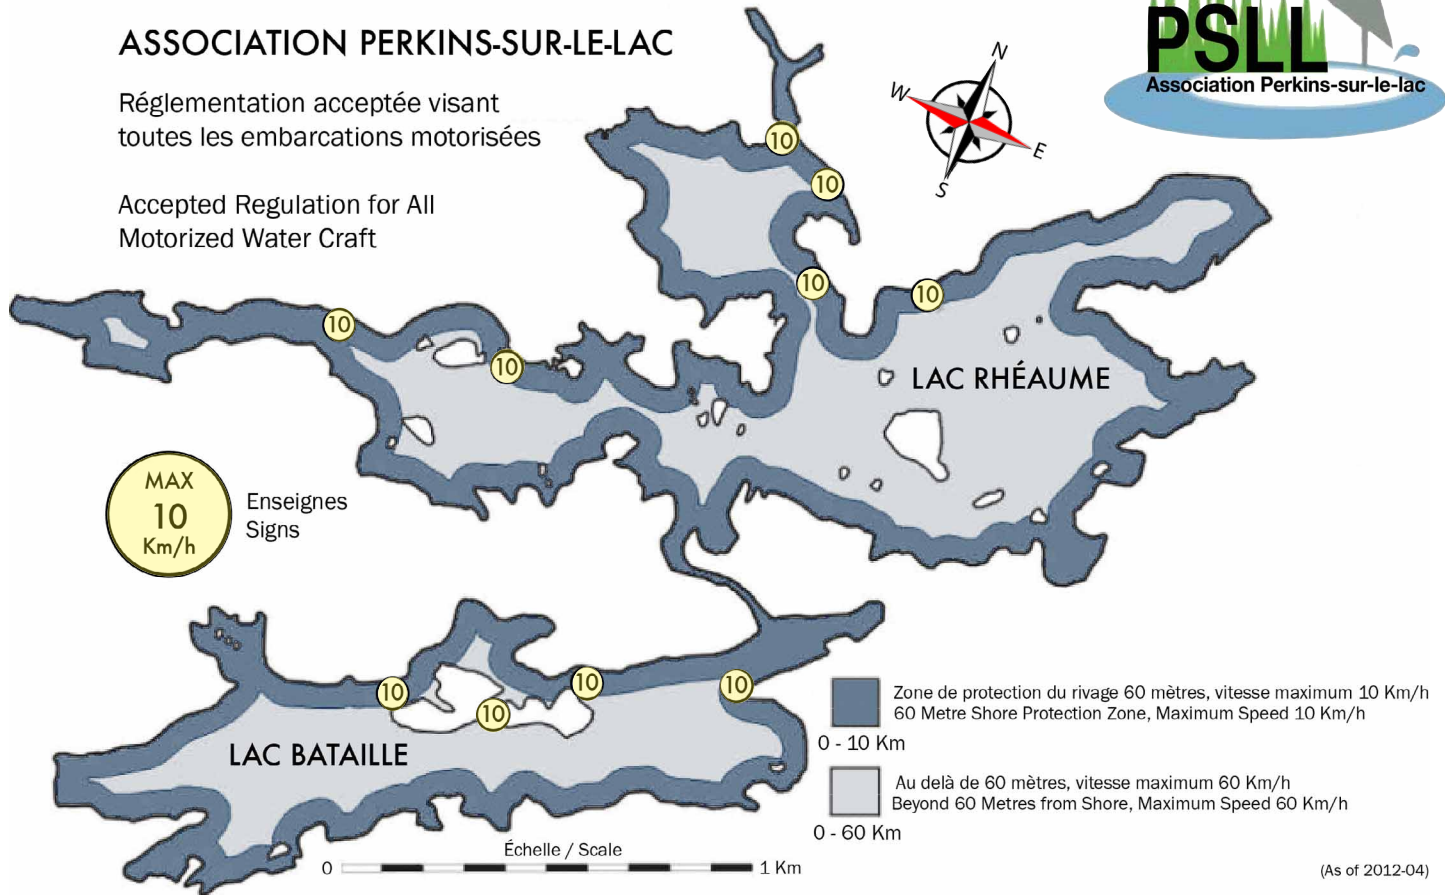 ASSOCIATION PERKINS-SUR-LE-LAC
Réglementation acceptée visant
toutes les embarcations motorisées
Accepted Regulation for All
Motorized Water Craft
PSLL
Association Perkins-sur-le-lac
N
W
E
S
10
10
10
10
10
10
LAC RHÉAUME
MAX
10
Km/h
Enseignes
Signs
10
10
10
10
LAC BATAILLE
Zone de protection du rivage 60 mètres, vitesse maximum 10 Km/h
60 Metre Shore Protection Zone, Maximum Speed 10 Km/h
0 - 10 Km
Au delà de 60 mètres, vitesse maximum 60 Km/h
Beyond 60 Metres from Shore, Maximum Speed 60 Km/h
0 - 60 Km
Échelle / Scale
0
1 Km
(As of 2012-04)